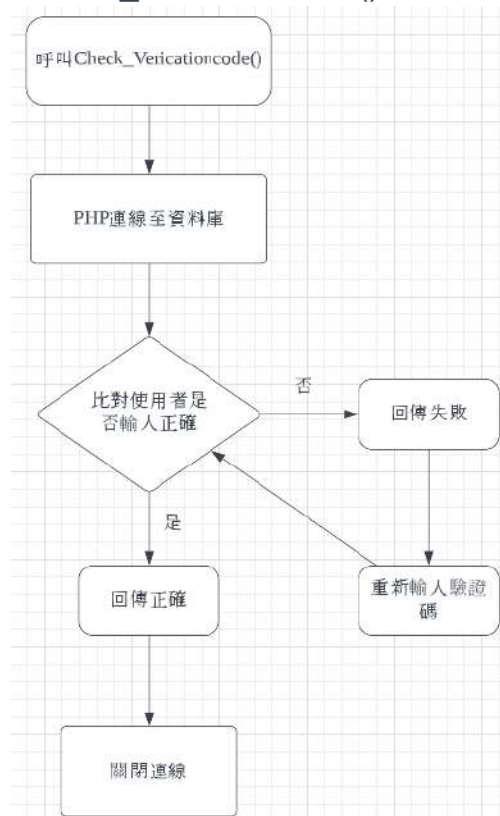 呼叫Check_Vericationcode()
PHP連線至資料庫
比對使用者是
否輸入正確
否
回傳失敗
是
回傳正確
重新輸入驗證
碼
關閉連線